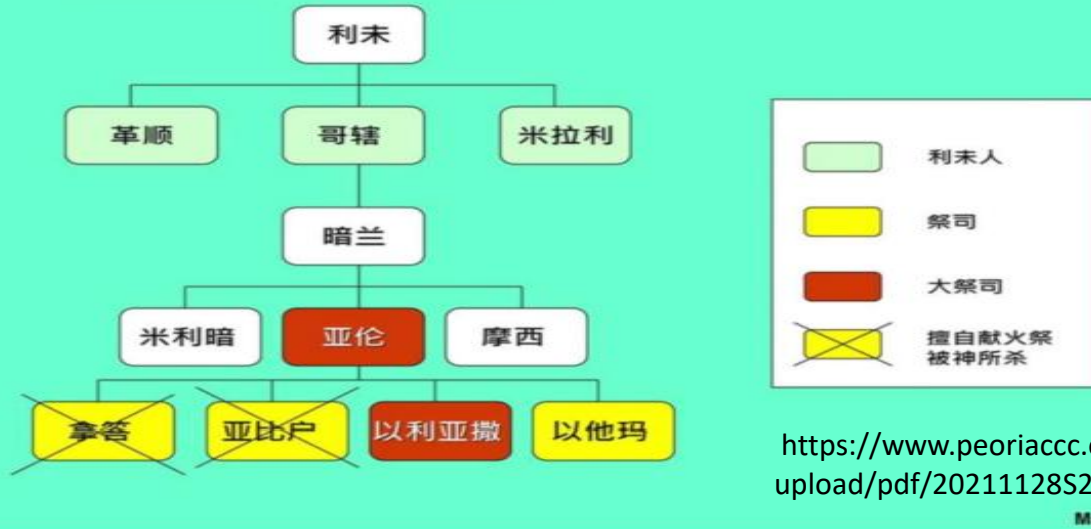 利未
革顺 哥辖 米拉利
暗兰
米利暗 亚伦 摩西
拿答 亚比户 以利亚撒 以他玛
利未人
祭司
大祭司
擅自献火祭
被神所杀
https://www.peoriaccc.
upload/pdf/20211128S2
M